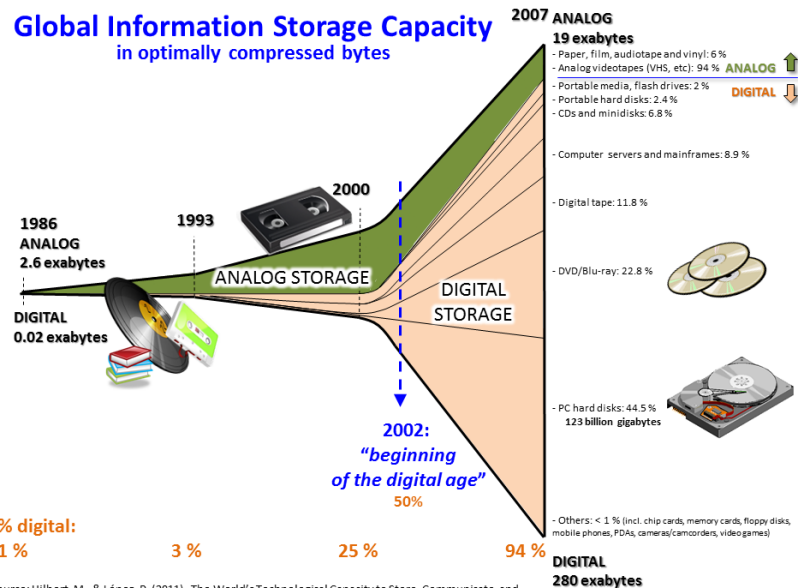 Global Information Storage Capacity
in optimally compressed bytes
2007 ANALOG
19 exabytes
- Paper, film, audiotape and vinyl: 6 %
- Analog videotapes (VHS, etc): 94 %
ANALOG
- Portable media, flash drives: 2 %
DIGITAL
- Portable hard disks: 2.4 %
- CDs and minidisks: 6.8 %
- Computer servers and mainframes: 8.9 %
- Digital tape: 11.8 %
- DVD/Blu-ray: 22.8 %
- PC hard disks: 44.5 %
123 billion gigabytes
- Others: < 1 % (incl. chip cards, memory cards, floppy disks,
mobile phones, PDAs, cameras/camcorders, video games)
DIGITAL
280 exabytes
1986
ANALOG
2.6 exabytes
DIGITAL
0.02 exabytes
1993
2000
ANALOG STORAGE
DIGITAL
STORAGE
2002:
“beginning
of the digital age”
50%
% digital:
1 %
3 %
25 %
94 %